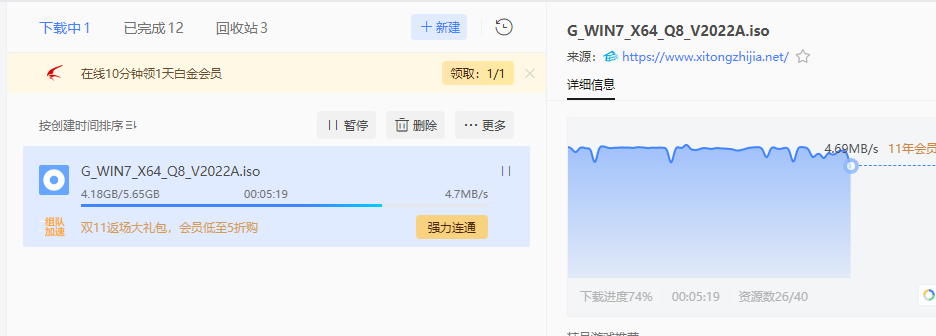 下载中 1 已完成 12 回收站 3 + 新建
在线10分钟领1天白金会员 领取：1/1
按创建时间排序 暂停 删除 更多
G_WIN7_X64_Q8_V2022A.iso
4.18GB/5.65GB 00:05:19 4.7MB/s
组队
加速
双11返场大礼包，会员低至5折购 强力连通
G_WIN7_X64_Q8_V2022A.iso
来源： https://www.xitongzhijia.net/
详细信息
4.69MB/s 11年会员
下载进度74% 00:05:19 资源数26/40